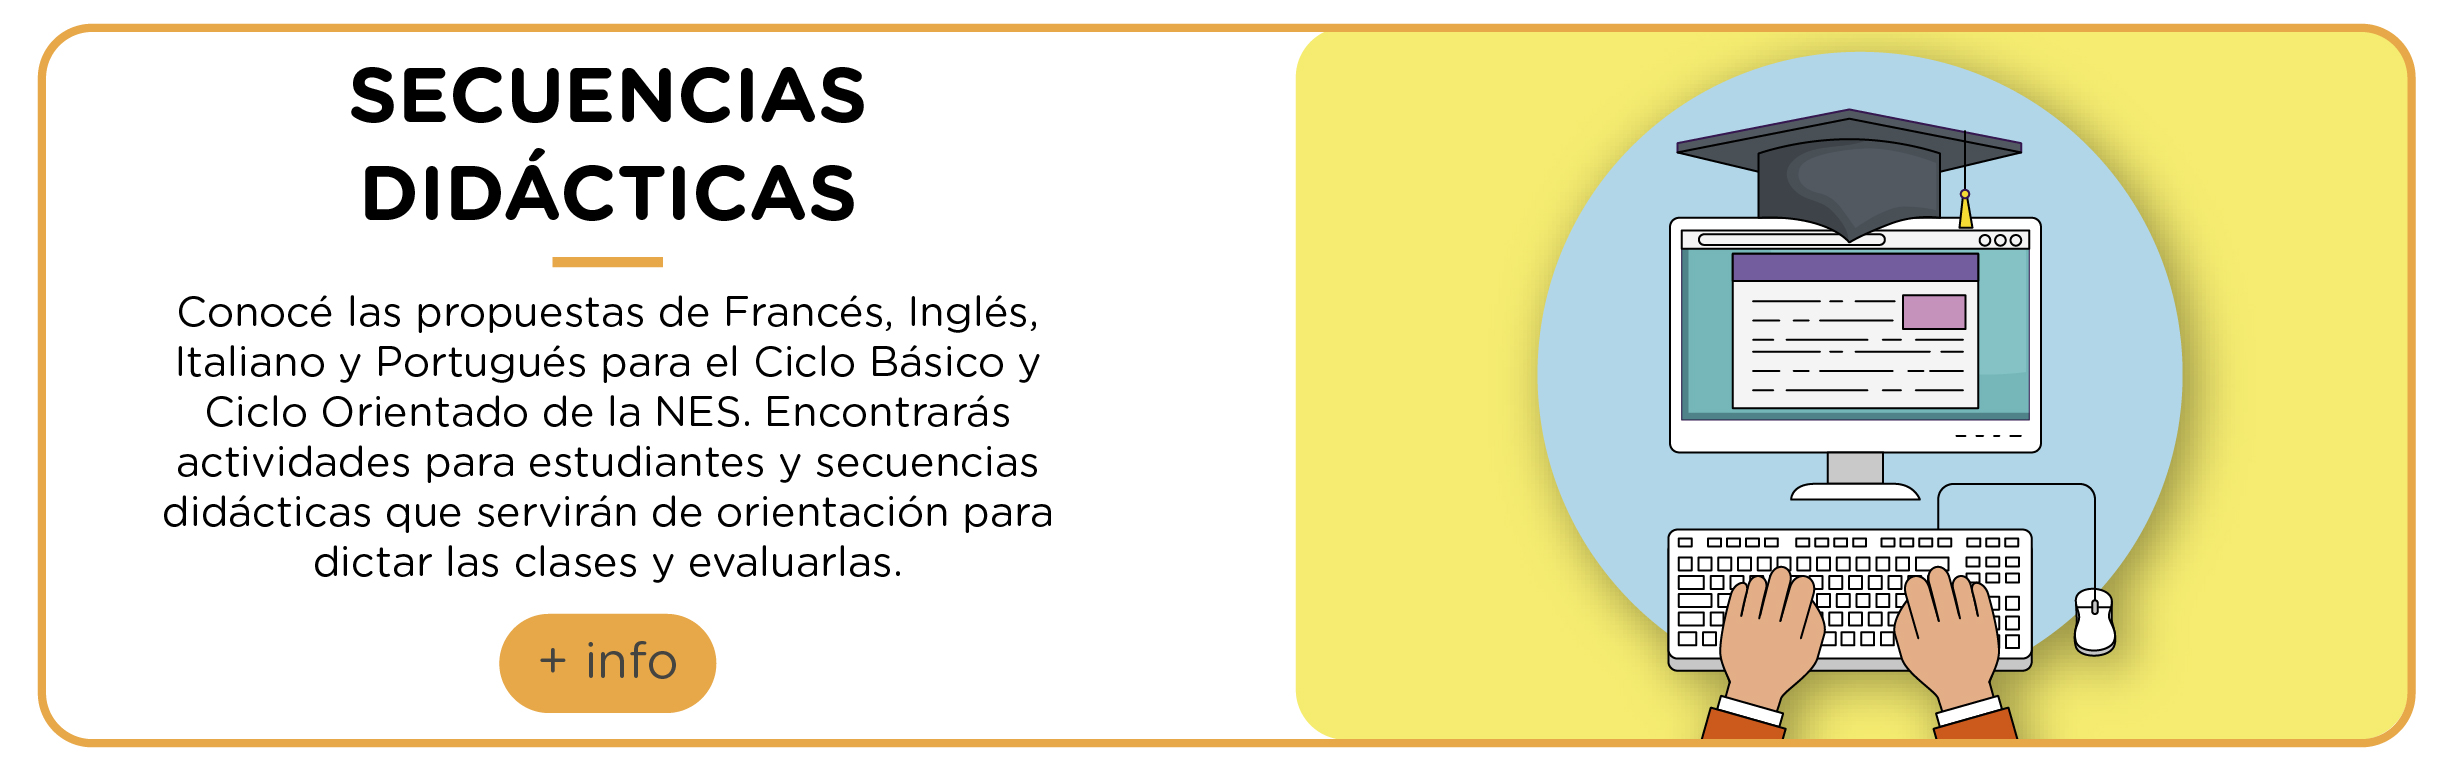 SECUENCIAS
DIDÁCTICAS
Conocé las propuestas de Francés, Inglés,
Italiano y Portugués para el Ciclo Básico y
Ciclo Orientado de la NES. Encontrarás
actividades para estudiantes y secuencias
didácticas que servirán de orientación para
dictar las clases y evaluarlas.
+ info